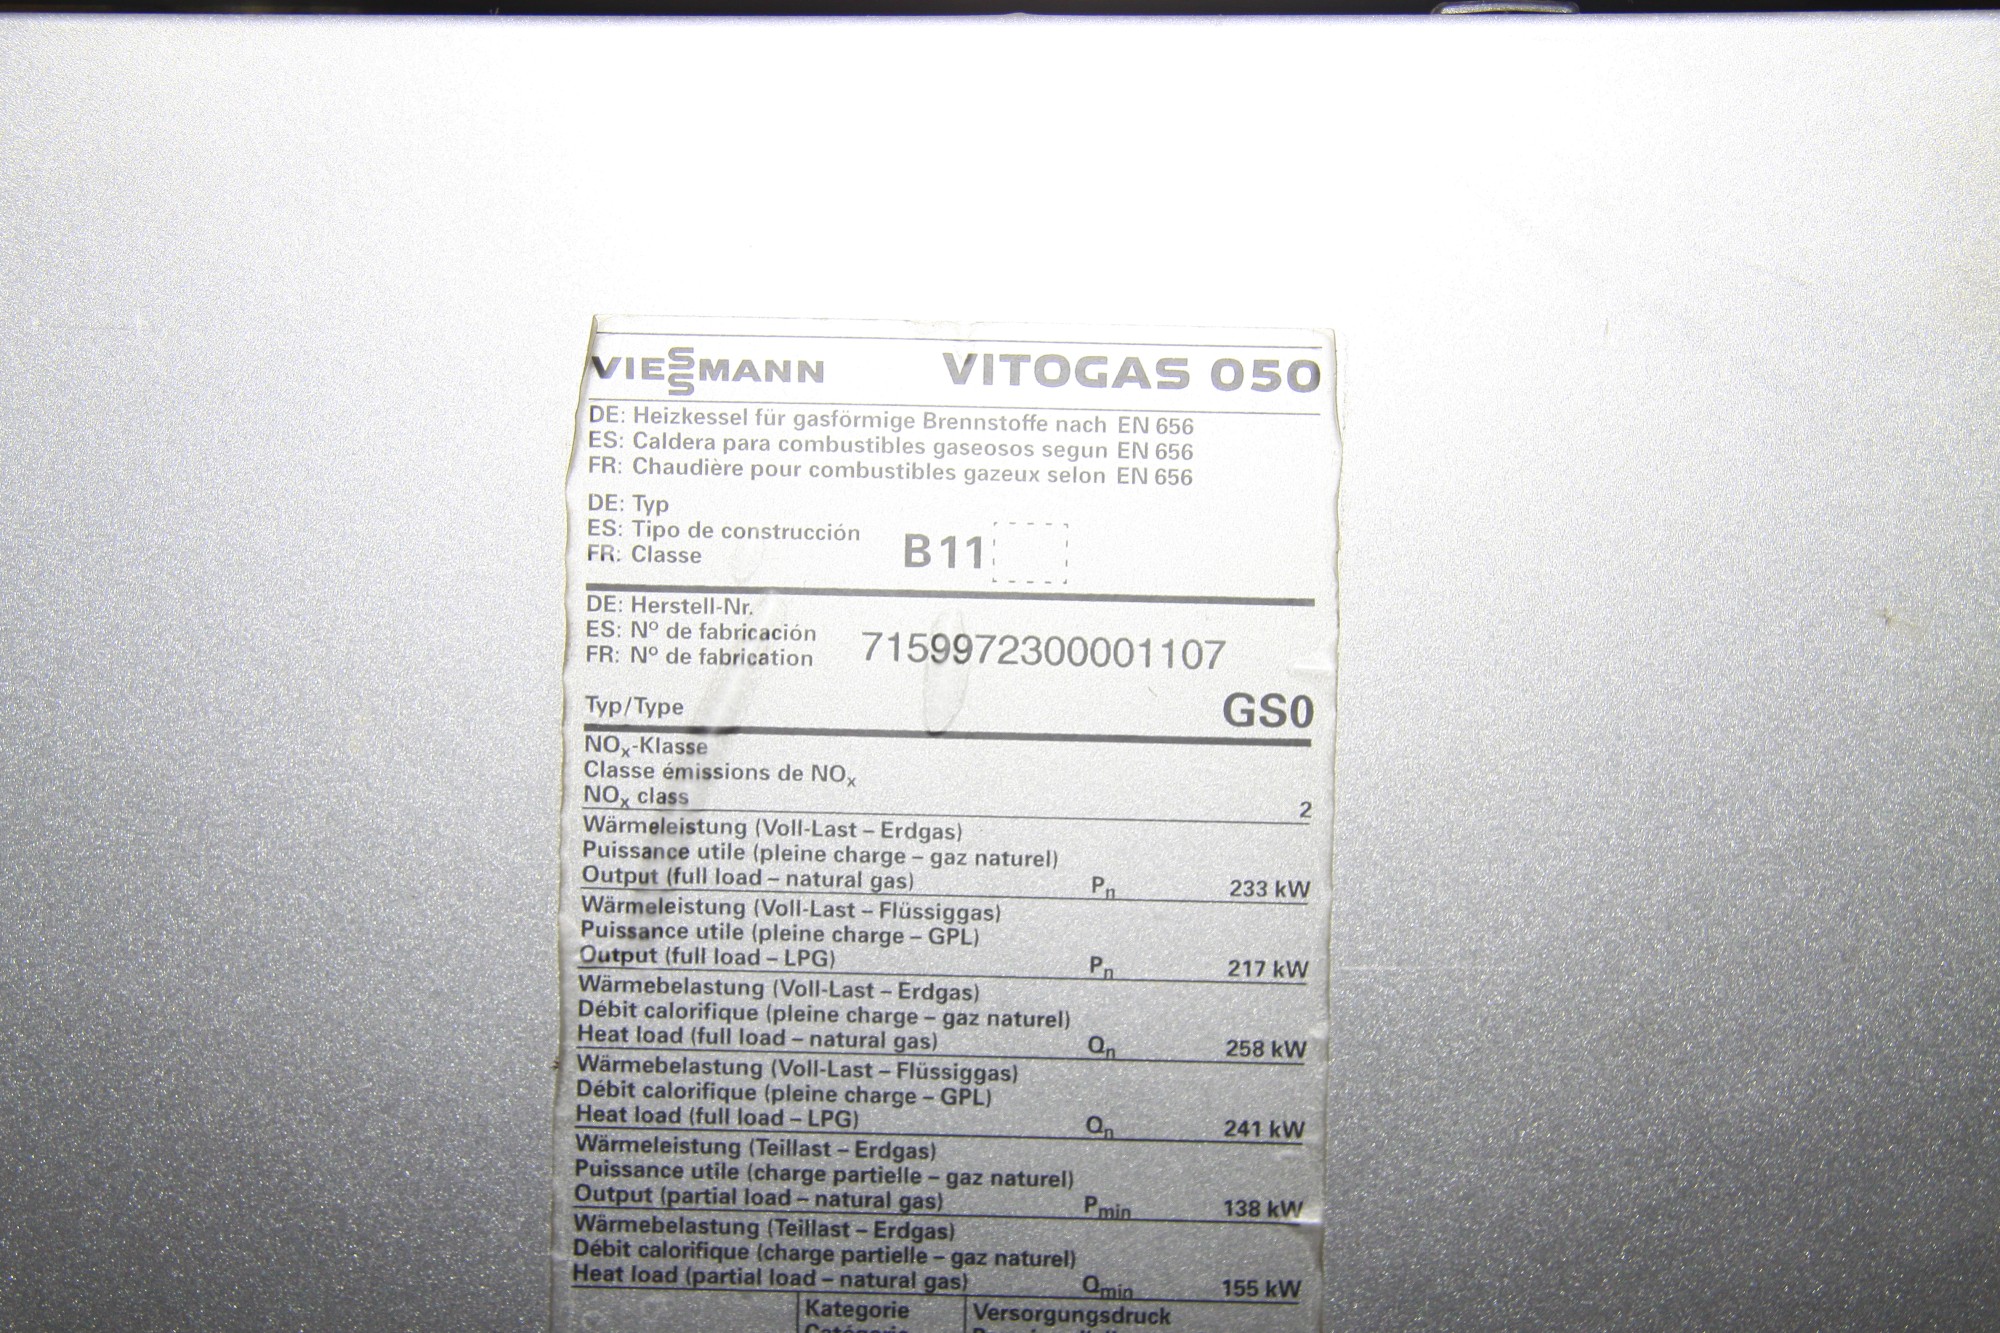 VIESSMANN VITOGAS 050
DE: Heizkessel für gasförmige Brennstoffe nach EN 656
ES: Caldera para combustibles gaseosos segun EN 656
FR: Chaudière pour combustibles gazeux selon EN 656
DE: Typ
ES: Tipo de construcción
FR: Classe
B11
DE: Herstell-Nr.
ES: Nº de fabricación
FR: Nº de fabrication
7159972300001107
Typ/Type GS0
NOx-Klasse
Classe émissions de NOx
NOx class 2
Wärmeleistung (Voll-Last – Erdgas)
Puissance utile (pleine charge – gaz naturel)
Output (full load – natural gas) Pn 233 kW
Wärmeleistung (Voll-Last – Flüssiggas)
Puissance utile (pleine charge – GPL)
Output (full load – LPG) Pn 217 kW
Wärmebelastung (Voll-Last – Erdgas)
Débit calorifique (pleine charge – gaz naturel)
Heat load (full load – natural gas) Qn 258 kW
Wärmebelastung (Voll-Last – Flüssiggas)
Débit calorifique (pleine charge – GPL)
Heat load (full load – LPG) Qn 241 kW
Wärmeleistung (Teillast – Erdgas)
Puissance utile (charge partielle – gaz naturel)
Output (partial load – natural gas) Pmin 138 kW
Wärmebelastung (Teillast – Erdgas)
Débit calorifique (charge partielle – gaz naturel)
Heat load (partial load – natural gas) Qmin 155 kW
Kategorie Versorgungsdruck